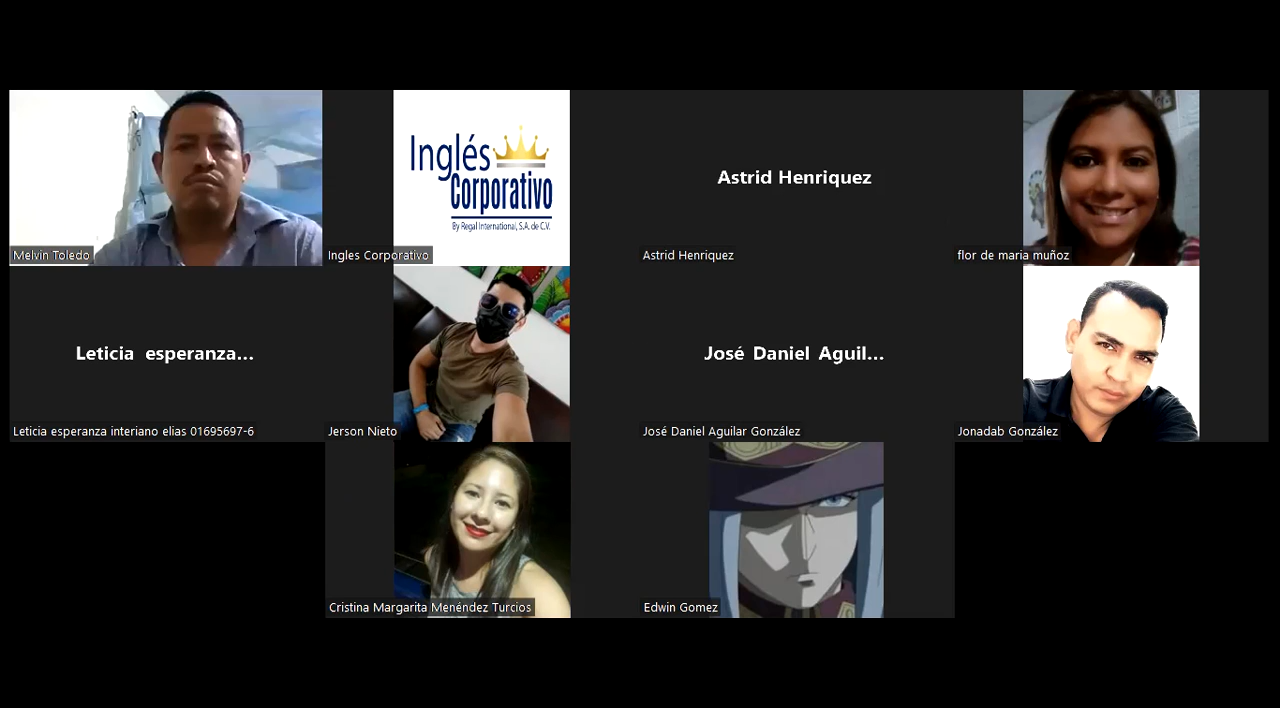 Inglés
Corporativo
By Regal International, S.A. de C.V.
Melvin Toledo
Ingles Corporativo
Astrid Henriquez
Astrid Henriquez
flor de maria muñoz
Leticia esperanza...
Leticia esperanza interiano elias 01695697-6
Jerson Nieto
José Daniel Aguil...
José Daniel Aguilar González
Jonadab González
Cristina Margarita Menéndez Turcios
Edwin Gomez